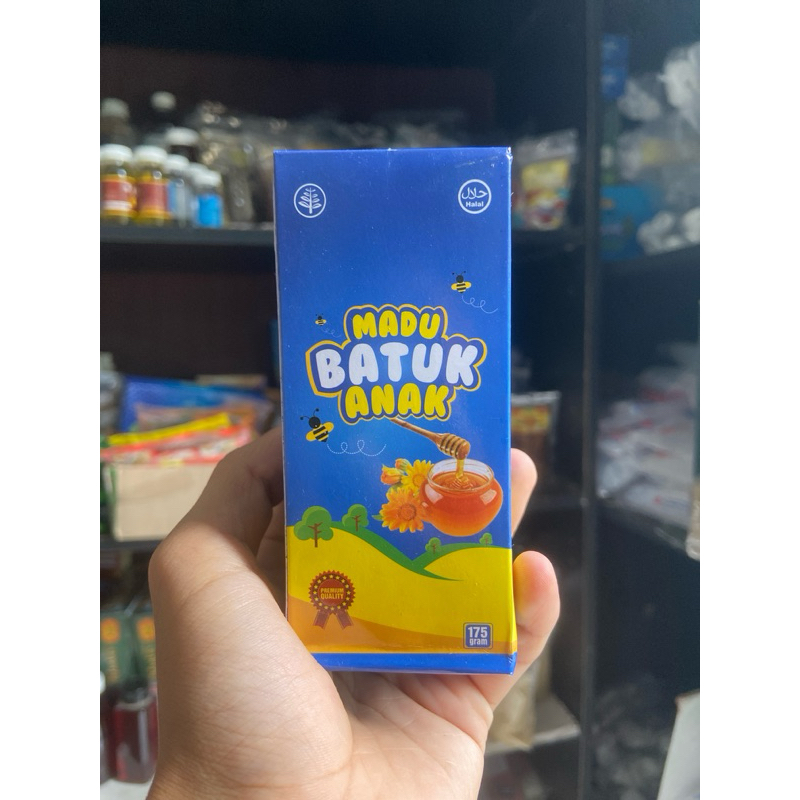 حلال
Halal
MADU
BATUK
ANAK
PREMIUM
QUALITY
175
gram